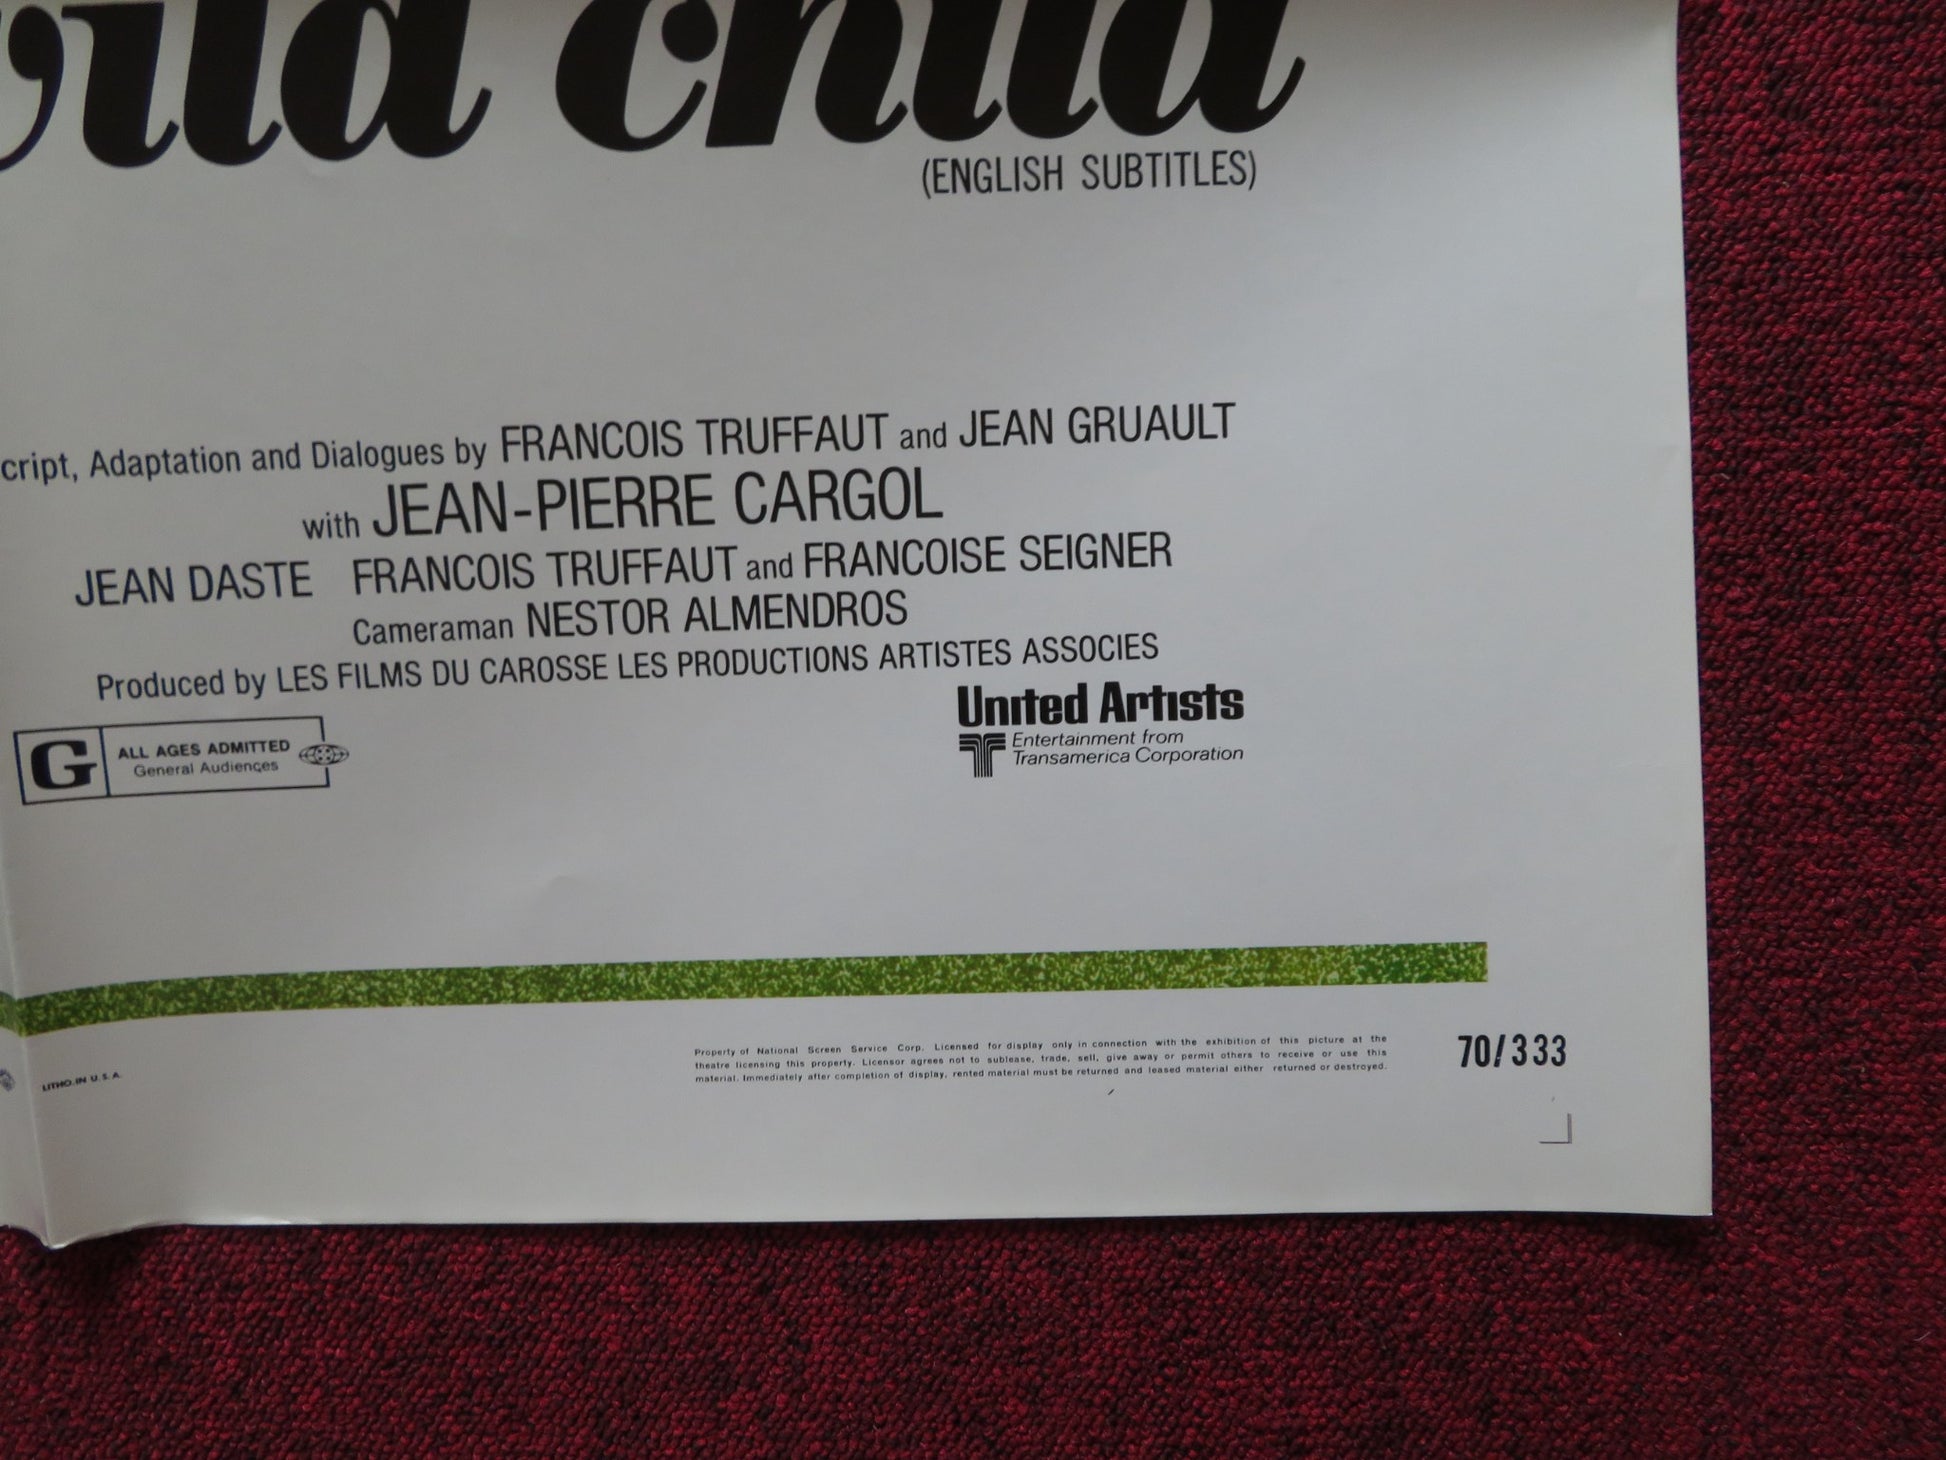 wild child
(ENGLISH SUBTITLES)
cript, Adaptation and Dialogues by FRANCOIS TRUFFAUT and JEAN GRUAULT
with JEAN-PIERRE CARGOL
JEAN DASTE FRANCOIS TRUFFAUT and FRANCOISE SEIGNER
Cameraman NESTOR ALMENDROS
Produced by LES FILMS DU CAROSSE LES PRODUCTIONS ARTISTES ASSOCIES
United Artists
Entertainment from
Transamerica Corporation
G ALL AGES ADMITTED
General Audiences
Property of National Screen Service Corp. Licensed for display only in connection with the exhibition of this picture at the
theatre licensing this property. Licensor agrees not to sublease, trade, sell, give away or permit others to receive or use this
material. Immediately after completion of display, rented material must be returned and leased material either returned or destroyed.
70/333
LITHO. IN U.S.A.